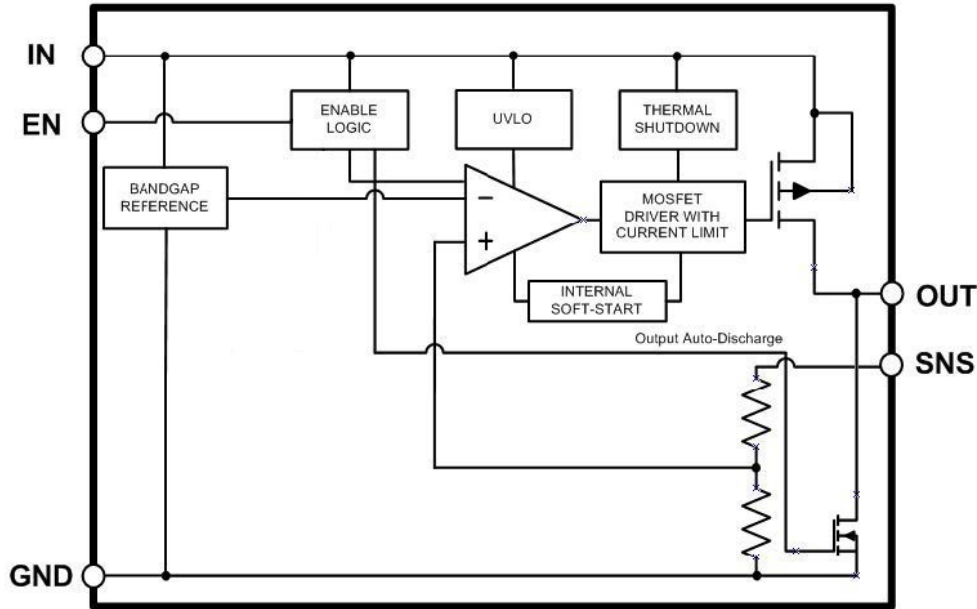 IN
EN
ENABLE
LOGIC
UVLO
THERMAL
SHUTDOWN
BANDGAP
REFERENCE
−
+
MOSFET
DRIVER WITH
CURRENT LIMIT
INTERNAL
SOFT-START
OUT
Output Auto-Discharge
SNS
GND